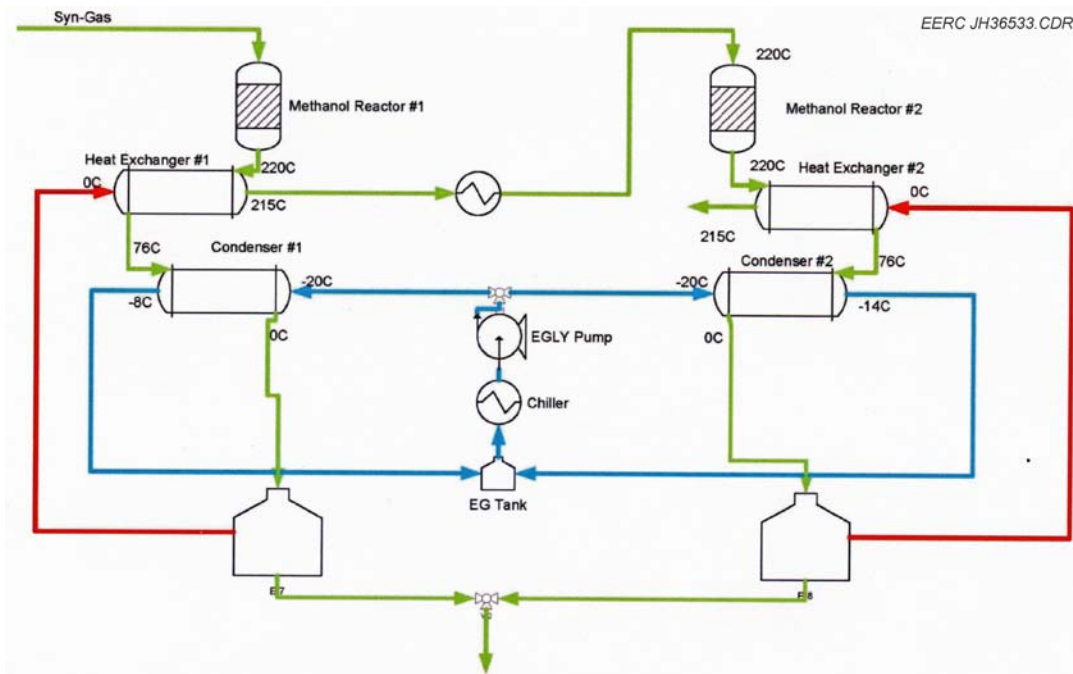 Syn-Gas
EERC JH36533.CDR
220C
Methanol Reactor #1
Methanol Reactor #2
Heat Exchanger #1
220C
220C
Heat Exchanger #2
0C
0C
215C
215C
76C
Condenser #1
Condenser #2
76C
-20C
-20C
-8C
-14C
0C
EGLY Pump
0C
Chiller
EG Tank